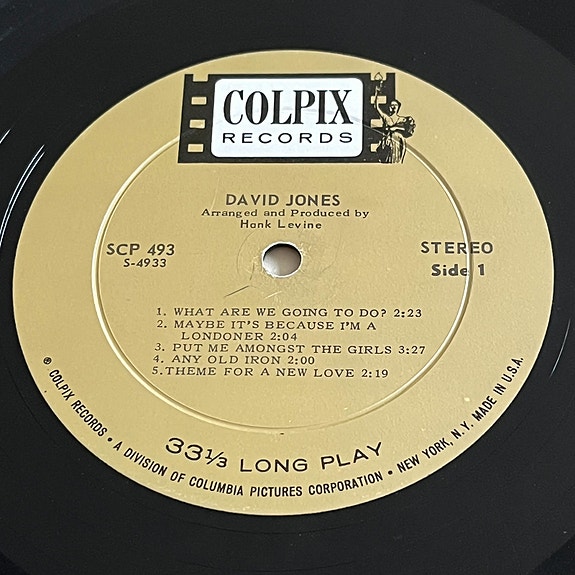 COLPIX
RECORDS
DAVID JONES
Arranged and Produced by
Hank Levine
SCP 493
S-4933
STEREO
Side 1
1. WHAT ARE WE GOING TO DO? 2:23
2. MAYBE IT'S BECAUSE I'M A
LONDONER 2:04
3. PUT ME AMONGST THE GIRLS 3:27
4. ANY OLD IRON 2:00
5. THEME FOR A NEW LOVE 2:19
33⅓ LONG PLAY
℗ COLPIX RECORDS • A DIVISION OF COLUMBIA PICTURES CORPORATION • NEW YORK, N.Y. MADE IN U.S.A.